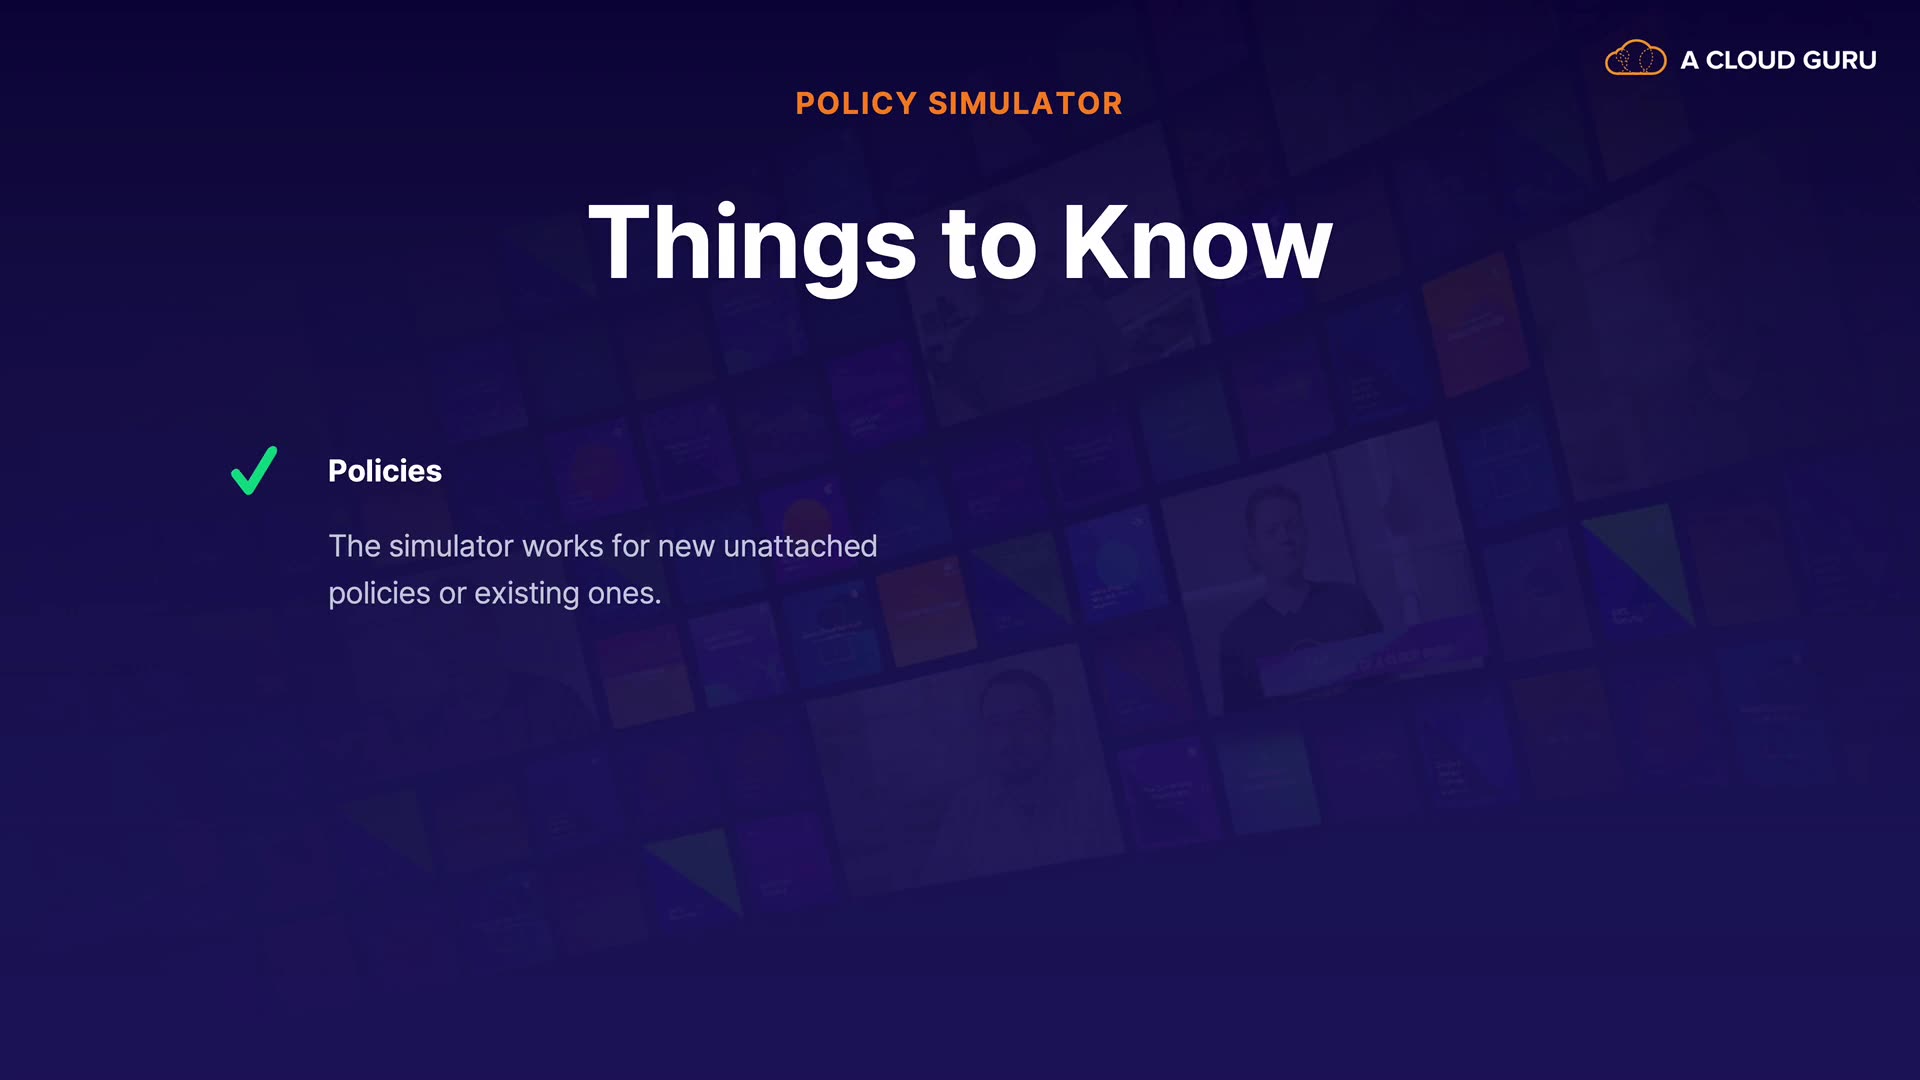 A CLOUD GURU
POLICY SIMULATOR
Things to Know
Policies
The simulator works for new unattached
policies or existing ones.